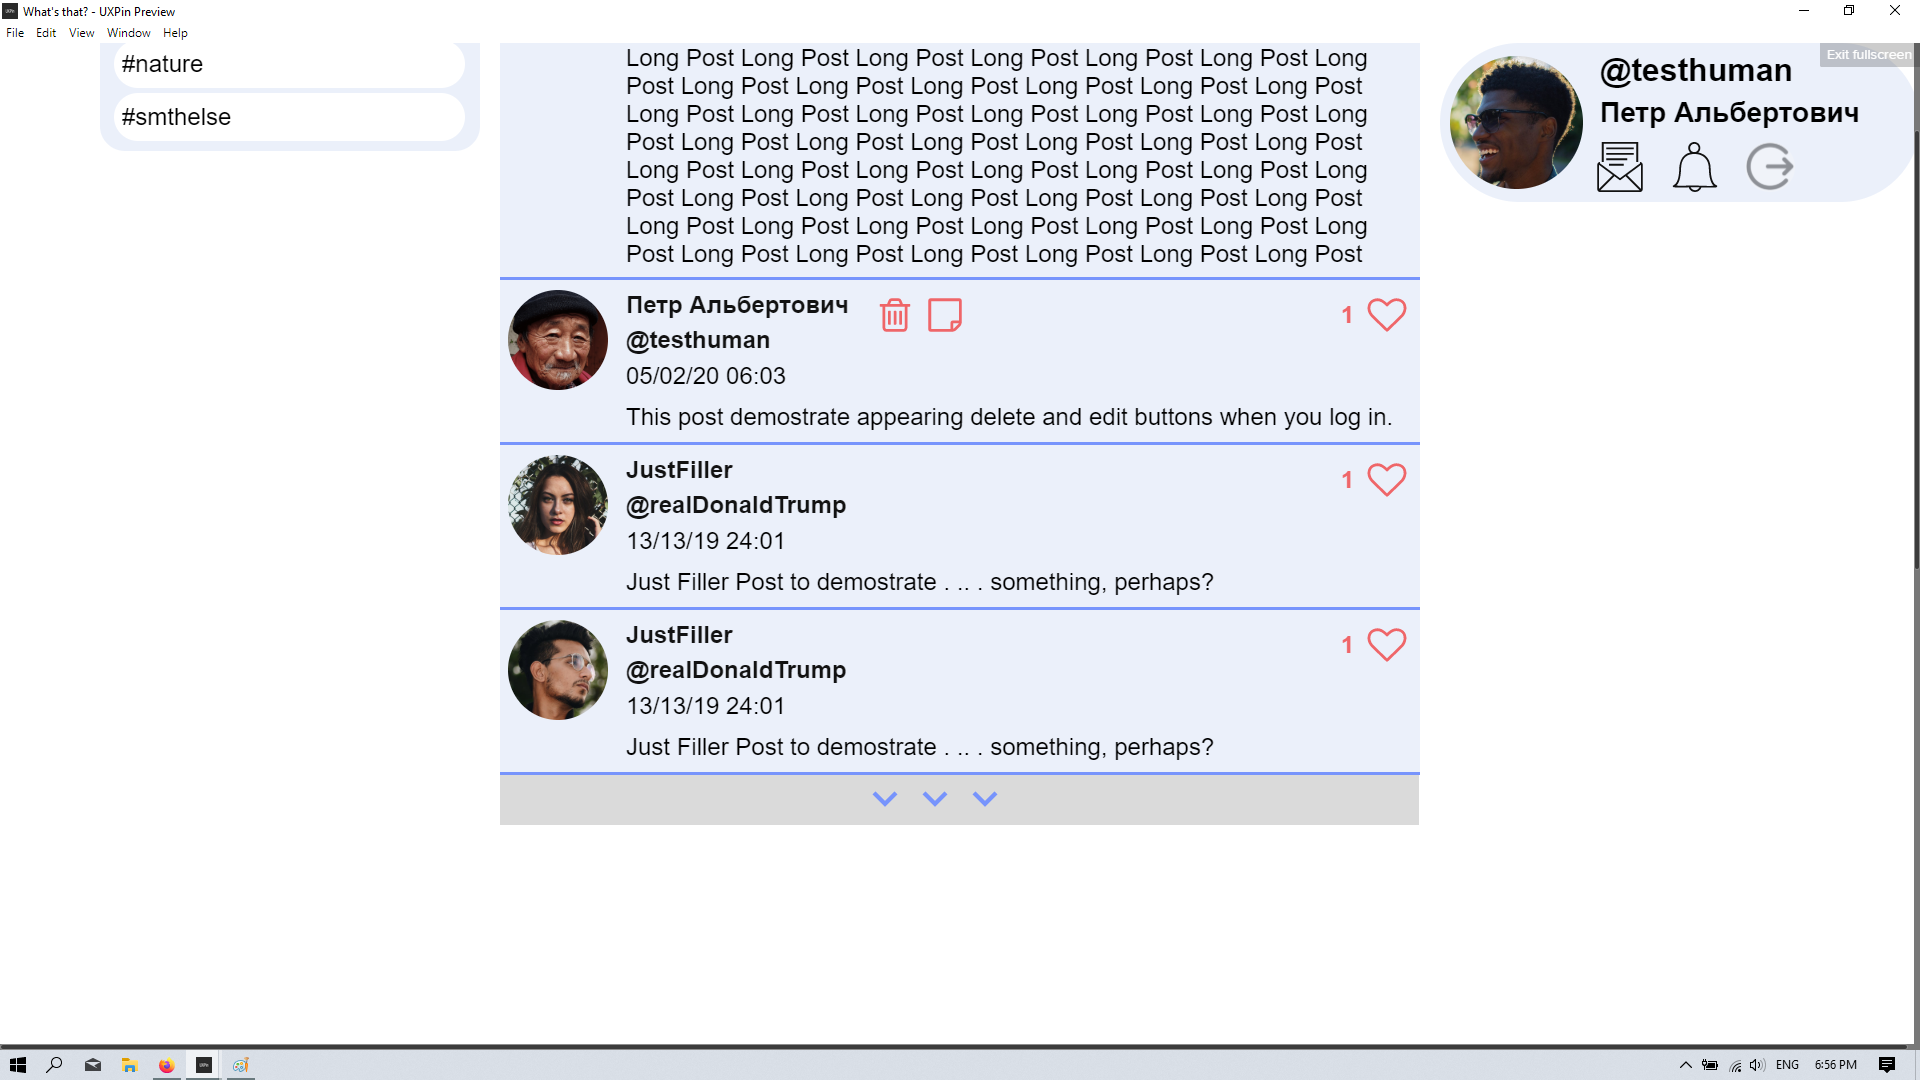 What's that? - UXPin Preview
File Edit View Window Help
Exit fullscreen
#nature
#smthelse
Long Post Long Post Long Post Long Post Long Post Long Post Long
Post Long Post Long Post Long Post Long Post Long Post Long Post
Long Post Long Post Long Post Long Post Long Post Long Post Long
Post Long Post Long Post Long Post Long Post Long Post Long Post
Long Post Long Post Long Post Long Post Long Post Long Post Long
Post Long Post Long Post Long Post Long Post Long Post Long Post
Long Post Long Post Long Post Long Post Long Post Long Post Long
Post Long Post Long Post Long Post Long Post Long Post Long Post
Петр Альбертович
1
@testhuman
05/02/20 06:03
This post demostrate appearing delete and edit buttons when you log in.
JustFiller
1
@realDonaldTrump
13/13/19 24:01
Just Filler Post to demostrate . .. . something, perhaps?
JustFiller
1
@realDonaldTrump
13/13/19 24:01
Just Filler Post to demostrate . .. . something, perhaps?
@testhuman
Петр Альбертович
ENG
6:56 PM